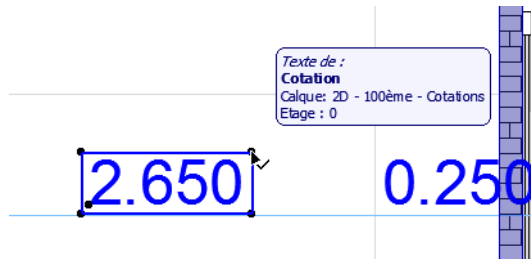 Texte de :
Cotation
Calque: 2D - 100ème - Cotations
Etage : 0
2.650 0.250